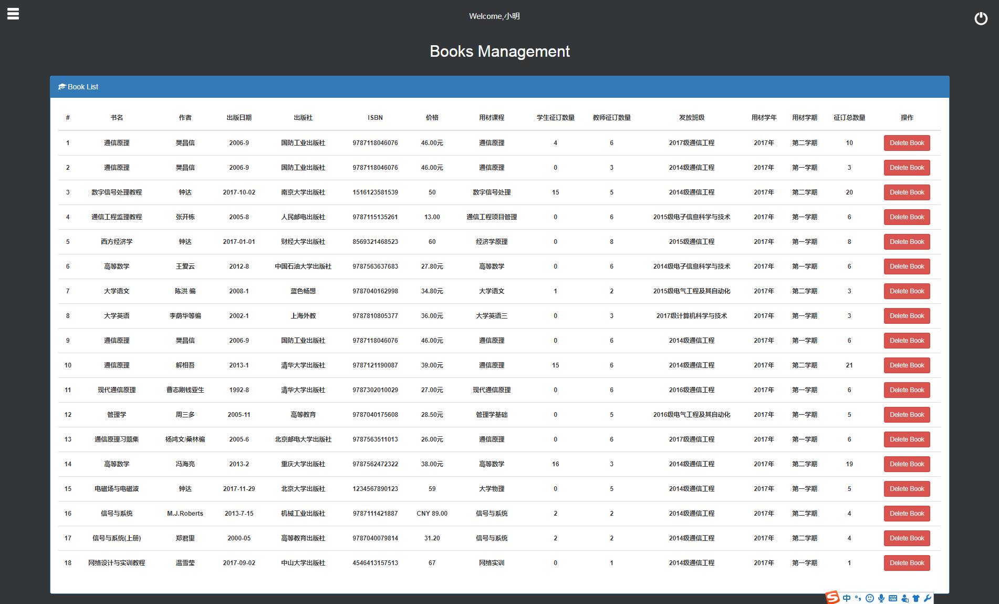 Welcome,小明
Books Management
Book List
# 书名 作者 出版日期 出版社 ISBN 价格 用材课程 学生征订数量 教师征订数量 发放班级 用材学年 用材学期 征订总数量 操作
1 通信原理 樊昌信 2006-9 国防工业出版社 9787118046076 46.00元 通信原理 4 6 2017级通信工程 2017年 第二学期 10 Delete Book
2 通信原理 樊昌信 2006-9 国防工业出版社 9787118046076 46.00元 通信原理 0 3 2014级通信工程 2017年 第一学期 3 Delete Book
3 数字信号处理教程 钟达 2017-10-02 南京大学出版社 1516123581539 50 数字信号处理 15 5 2014级通信工程 2017年 第二学期 20 Delete Book
4 通信工程监理教程 张开栋 2005-8 人民邮电出版社 9787115135261 13.00 通信工程项目管理 0 6 2015级电子信息科学与技术 2017年 第一学期 6 Delete Book
5 西方经济学 钟达 2017-01-01 财经大学出版社 8569321468523 60 经济学原理 0 8 2015级通信工程 2017年 第一学期 8 Delete Book
6 高等数学 王爱云 2012-8 中国石油大学出版社 9787563637683 27.80元 高等数学 0 6 2014级电子信息科学与技术 2017年 第一学期 6 Delete Book
7 大学语文 陈洪 编 2008-1 蓝色畅想 9787040162998 34.80元 大学语文 1 2 2015级电气工程及其自动化 2017年 第二学期 3 Delete Book
8 大学英语 李荫华等编 2002-1 上海外教 9787810805377 36.00元 大学英语三 0 3 2017级计算机科学与技术 2017年 第一学期 3 Delete Book
9 通信原理 樊昌信 2006-9 国防工业出版社 9787118046076 46.00元 通信原理 0 6 2014级通信工程 2017年 第一学期 6 Delete Book
10 通信原理 解相吾 2013-1 清华大学出版社 9787121190087 39.00元 通信原理 15 6 2014级通信工程 2017年 第二学期 21 Delete Book
11 现代通信原理 曹志刚钱亚生 1992-8 清华大学出版社 9787302010029 27.00元 现代通信原理 0 6 2016级通信工程 2017年 第一学期 6 Delete Book
12 管理学 周三多 2005-11 高等教育 9787040175608 28.50元 管理学基础 0 5 2016级电气工程及其自动化 2017年 第一学期 5 Delete Book
13 通信原理习题集 杨鸿文/桑林编 2005-6 北京邮电大学出版社 9787563511013 26.00元 通信原理 0 6 2017级通信工程 2017年 第一学期 6 Delete Book
14 高等数学 冯海亮 2013-2 重庆大学出版社 9787562472322 38.00元 高等数学 16 3 2014级通信工程 2017年 第二学期 19 Delete Book
15 电磁场与电磁波 钟达 2017-11-29 北京大学出版社 1234567890123 59 大学物理 0 5 2014级通信工程 2017年 第一学期 5 Delete Book
16 信号与系统 M.J.Roberts 2013-7-15 机械工业出版社 9787111421887 CNY 89.00 信号与系统 2 2 2014级通信工程 2017年 第二学期 4 Delete Book
17 信号与系统(上册) 郑君里 2000-05 高等教育出版社 9787040079814 31.20 信号与系统 2 2 2014级通信工程 2017年 第二学期 4 Delete Book
18 网络设计与实训教程 温雪莹 2017-09-02 中山大学出版社 4546413157513 67 网络实训 0 1 2014级通信工程 2017年 第一学期 1 Delete Book
S 中